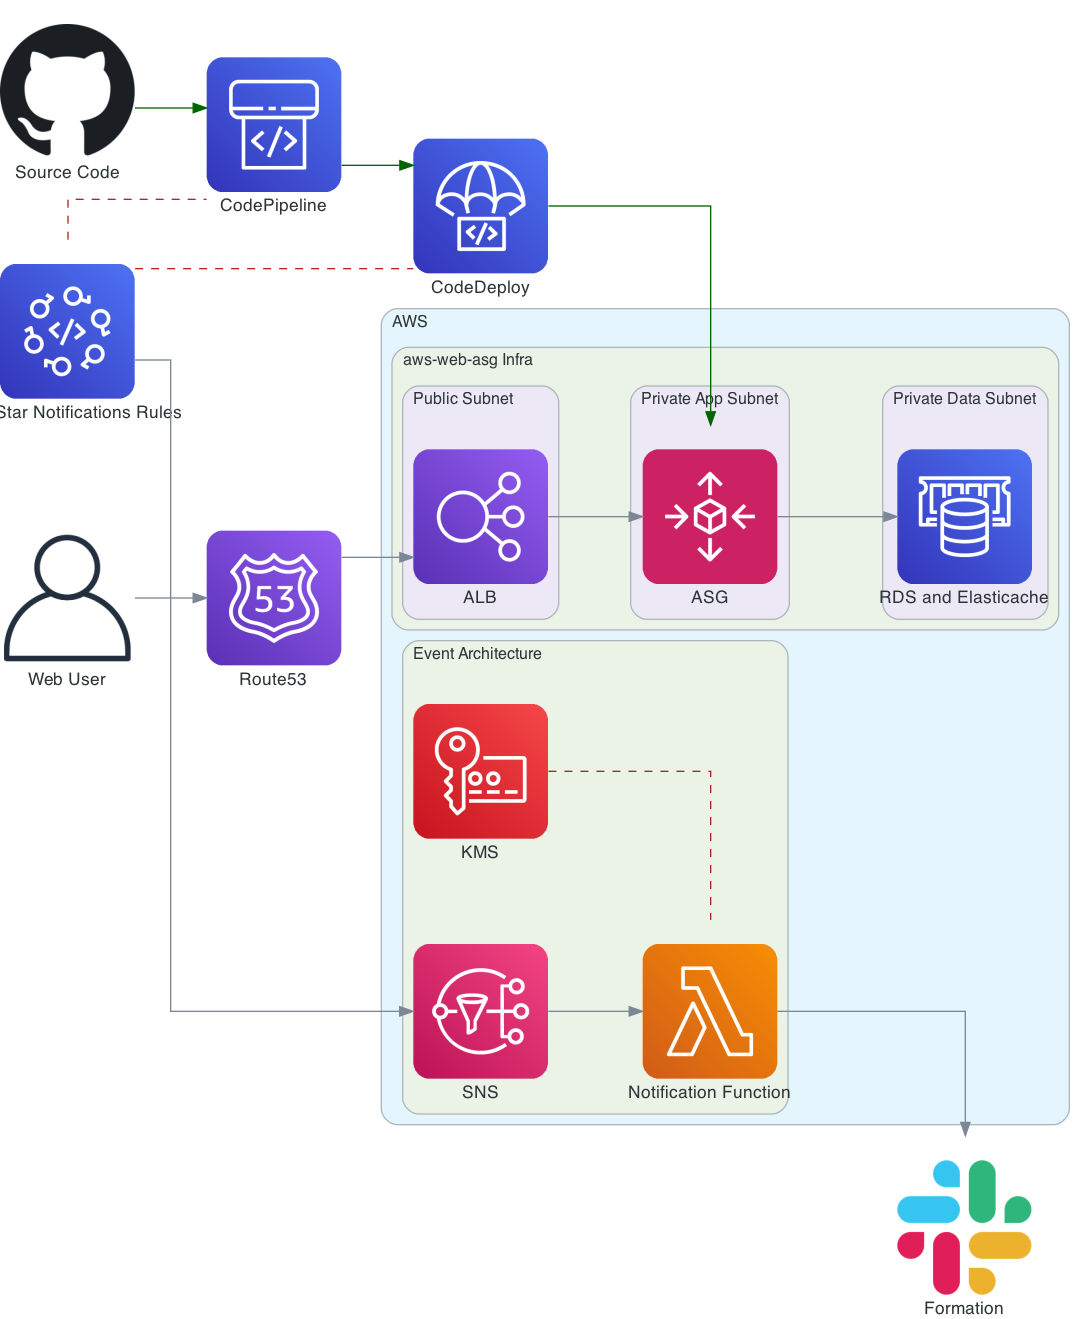 Source Code
CodePipeline
CodeDeploy
Star Notifications Rules
AWS
aws-web-asg Infra
Public Subnet
Private App Subnet
Private Data Subnet
ALB
ASG
RDS and Elasticache
53
Web User
Route53
Event Architecture
KMS
SNS
Notification Function
Formation